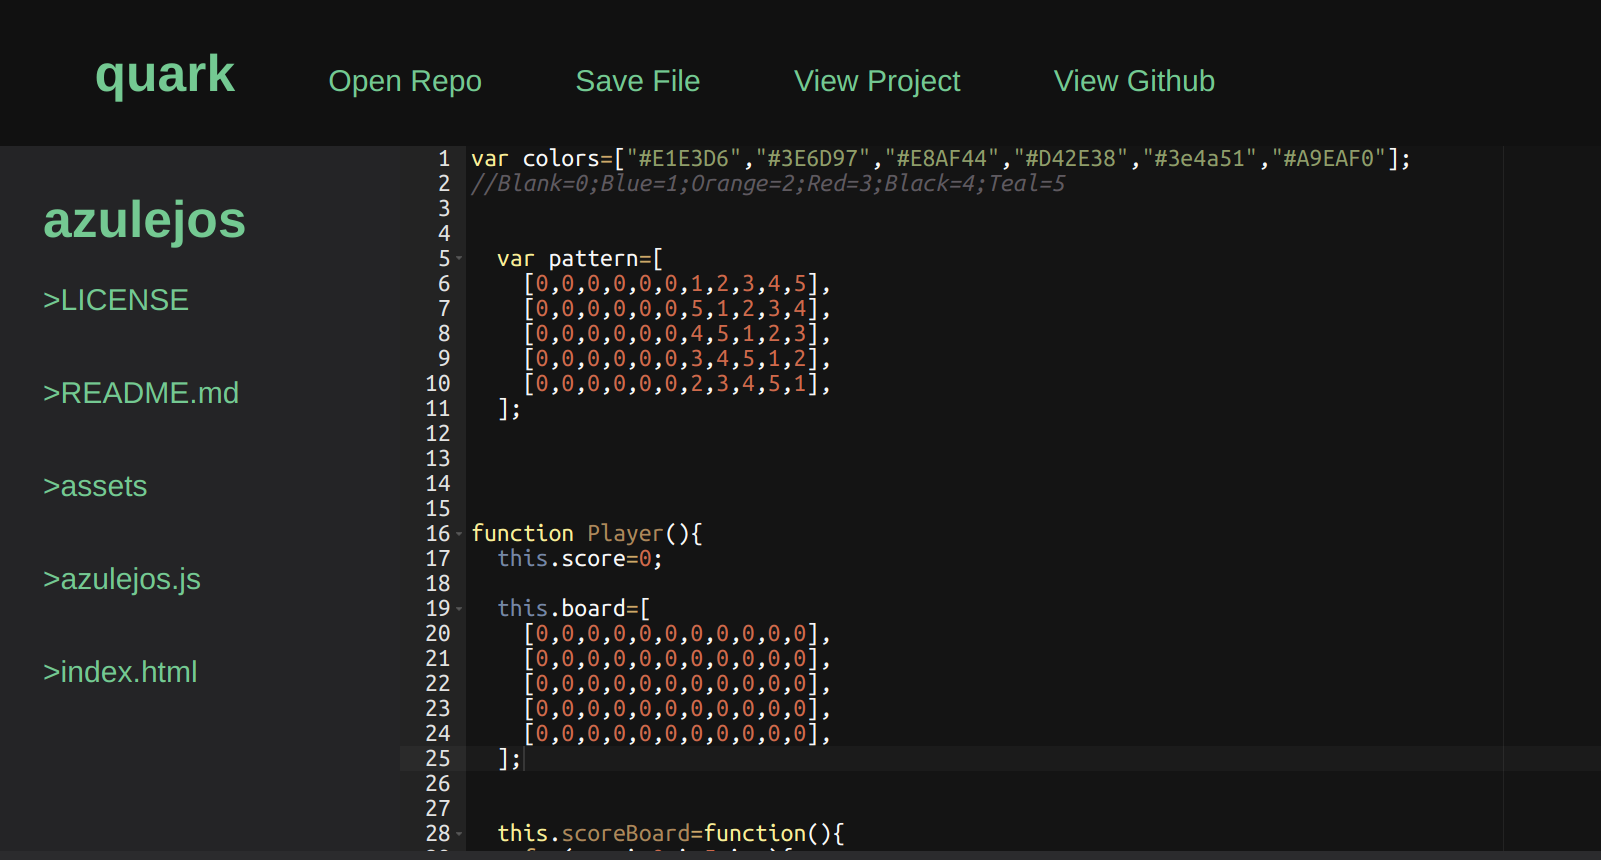 quark
Open Repo
Save File
View Project
View Github
azulejos
>LICENSE
>README.md
>assets
>azulejos.js
>index.html
1 var colors=["#E1E3D6","#3E6D97","#E8AF44","#D42E38","#3e4a51","#A9EAF0"];
2 //Blank=0;Blue=1;Orange=2;Red=3;Black=4;Teal=5
3
4
5 var pattern=[
6 [0,0,0,0,0,0,1,2,3,4,5],
7 [0,0,0,0,0,0,5,1,2,3,4],
8 [0,0,0,0,0,0,4,5,1,2,3],
9 [0,0,0,0,0,0,3,4,5,1,2],
10 [0,0,0,0,0,0,2,3,4,5,1],
11 ];
12
13
14
15
16 function Player(){
17 this.score=0;
18
19 this.board=[
20 [0,0,0,0,0,0,0,0,0,0,0],
21 [0,0,0,0,0,0,0,0,0,0,0],
22 [0,0,0,0,0,0,0,0,0,0,0],
23 [0,0,0,0,0,0,0,0,0,0,0],
24 [0,0,0,0,0,0,0,0,0,0,0],
25 ];
26
27
28 this.scoreBoard=function(){